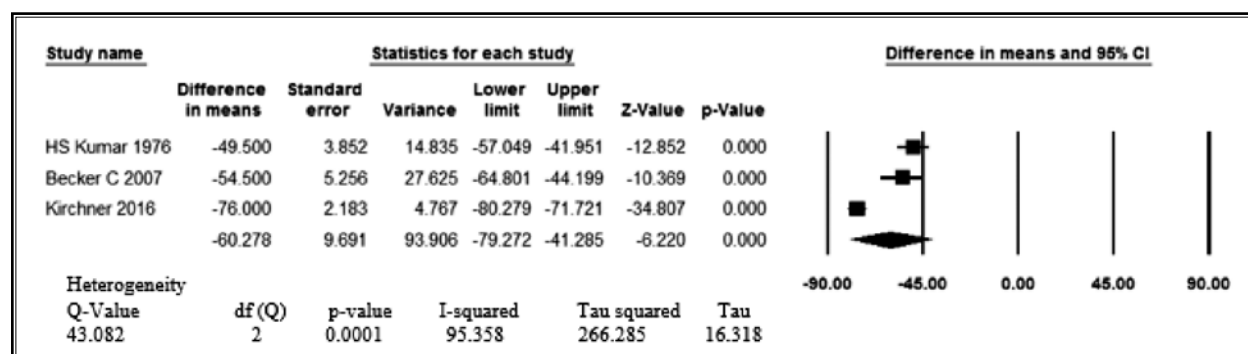 Study name Statistics for each study Difference in means and 95% CI
Difference Standard Lower Upper
in means error Variance limit limit Z-Value p-Value
HS Kumar 1976 -49.500 3.852 14.835 -57.049 -41.951 -12.852 0.000
Becker C 2007 -54.500 5.256 27.625 -64.801 -44.199 -10.369 0.000
Kirchner 2016 -76.000 2.183 4.767 -80.279 -71.721 -34.807 0.000
-60.278 9.691 93.906 -79.272 -41.285 -6.220 0.000
Heterogeneity -90.00 -45.00 0.00 45.00 90.00
Q-Value df (Q) p-value I-squared Tau squared Tau
43.082 2 0.0001 95.358 266.285 16.318